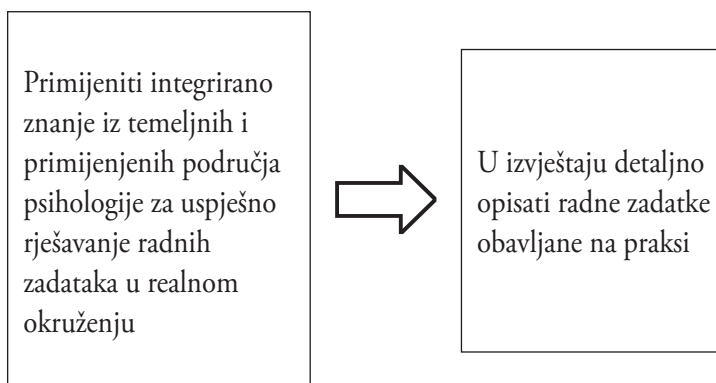 Primijeniti integrirano
znanje iz temeljnih i
primijenjenih područja
psihologije za uspješno
rješavanje radnih
zadataka u realnom
okruženju
U izvještaju detaljno
opisati radne zadatke
obavljane na praksi